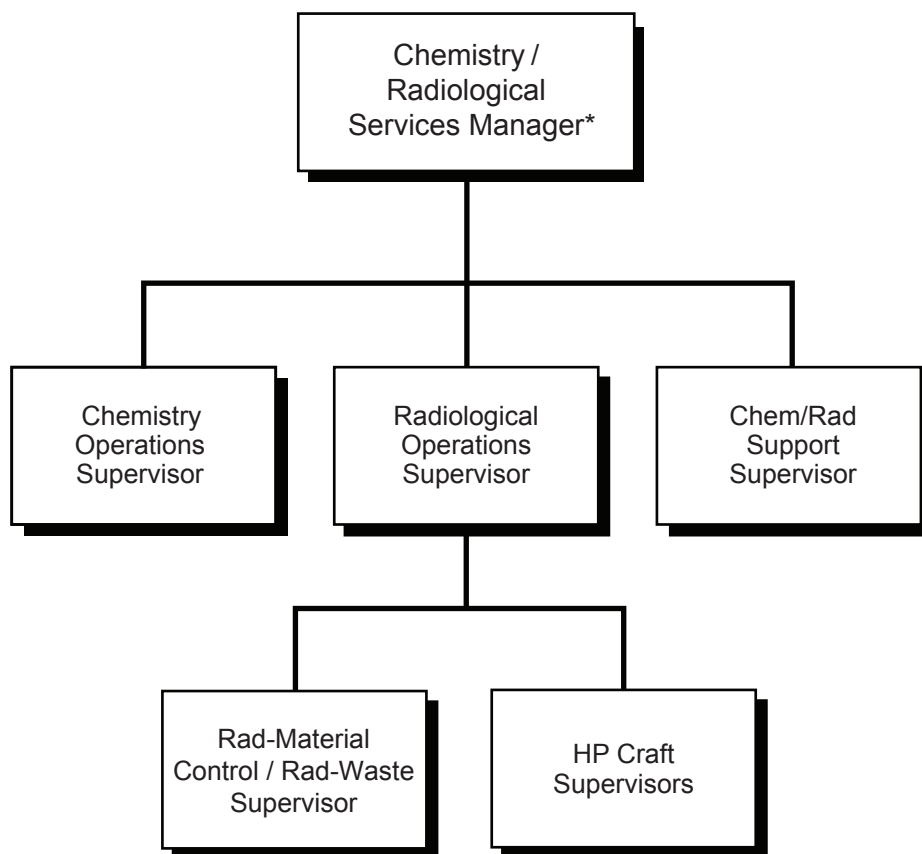 Chemistry /
Radiological
Services Manager*
Chemistry
Operations
Supervisor
Radiological
Operations
Supervisor
Chem/Rad
Support
Supervisor
Rad-Material
Control / Rad-Waste
Supervisor
HP Craft
Supervisors